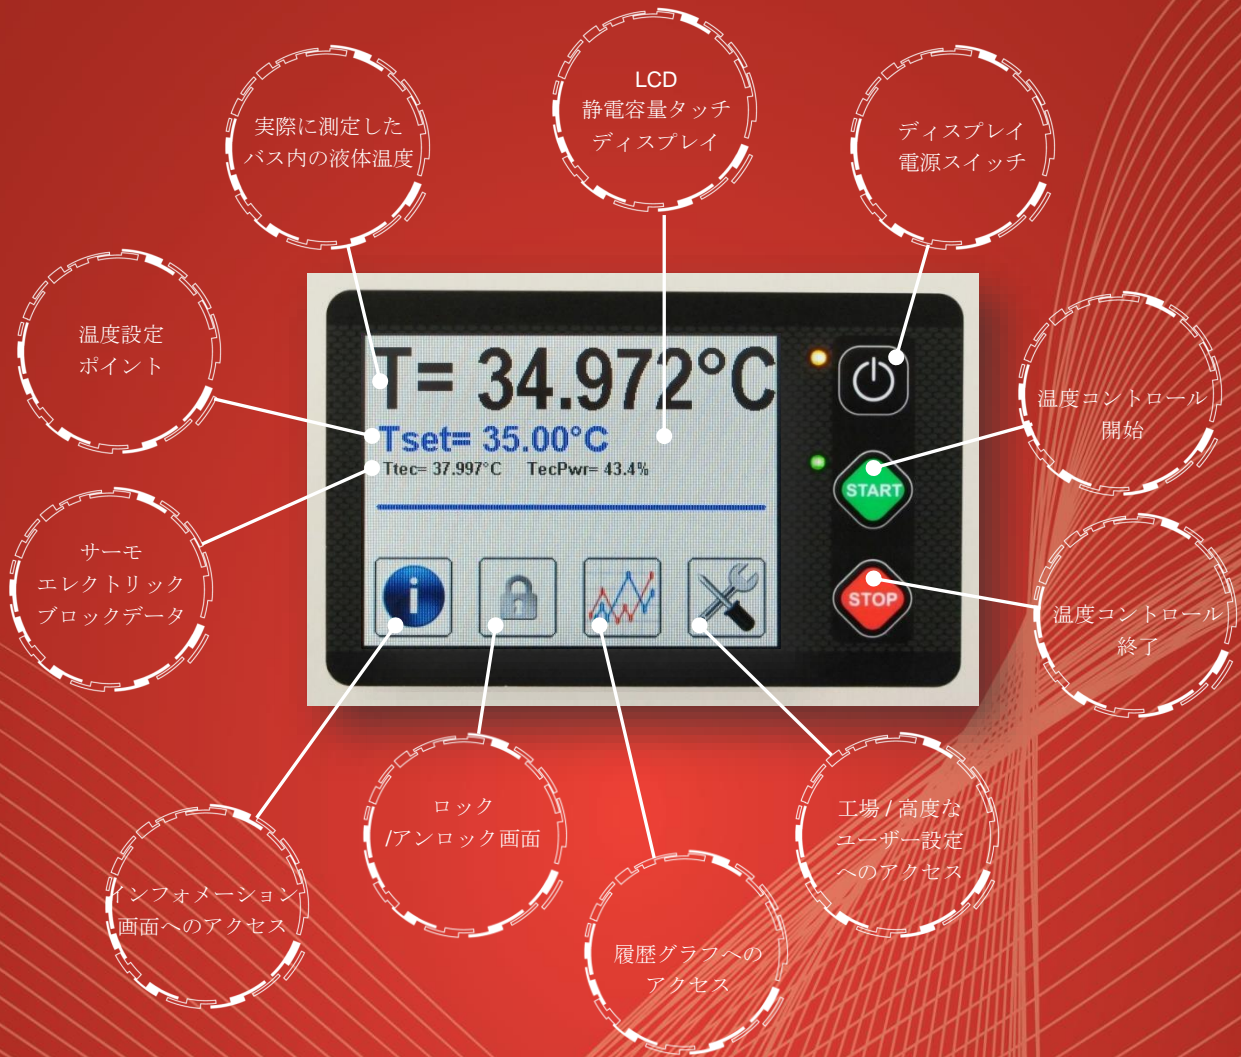 LCD
静電容量タッチ
ディスプレイ
実際に測定した
バス内の液体温度
ディスプレイ
電源スイッチ
温度設定
ポイント
T= 34.972°C
Tset= 35.00°C
Ttec= 37.997°C TecPwr= 43.4%
温度コントロール
開始
START
サーモ
エレクトリック
ブロックデータ
i
STOP
温度コントロール
終了
ロック
/アンロック画面
工場 / 高度な
ユーザー設定
へのアクセス
インフォメーション
画面へのアクセス
履歴グラフへの
アクセス